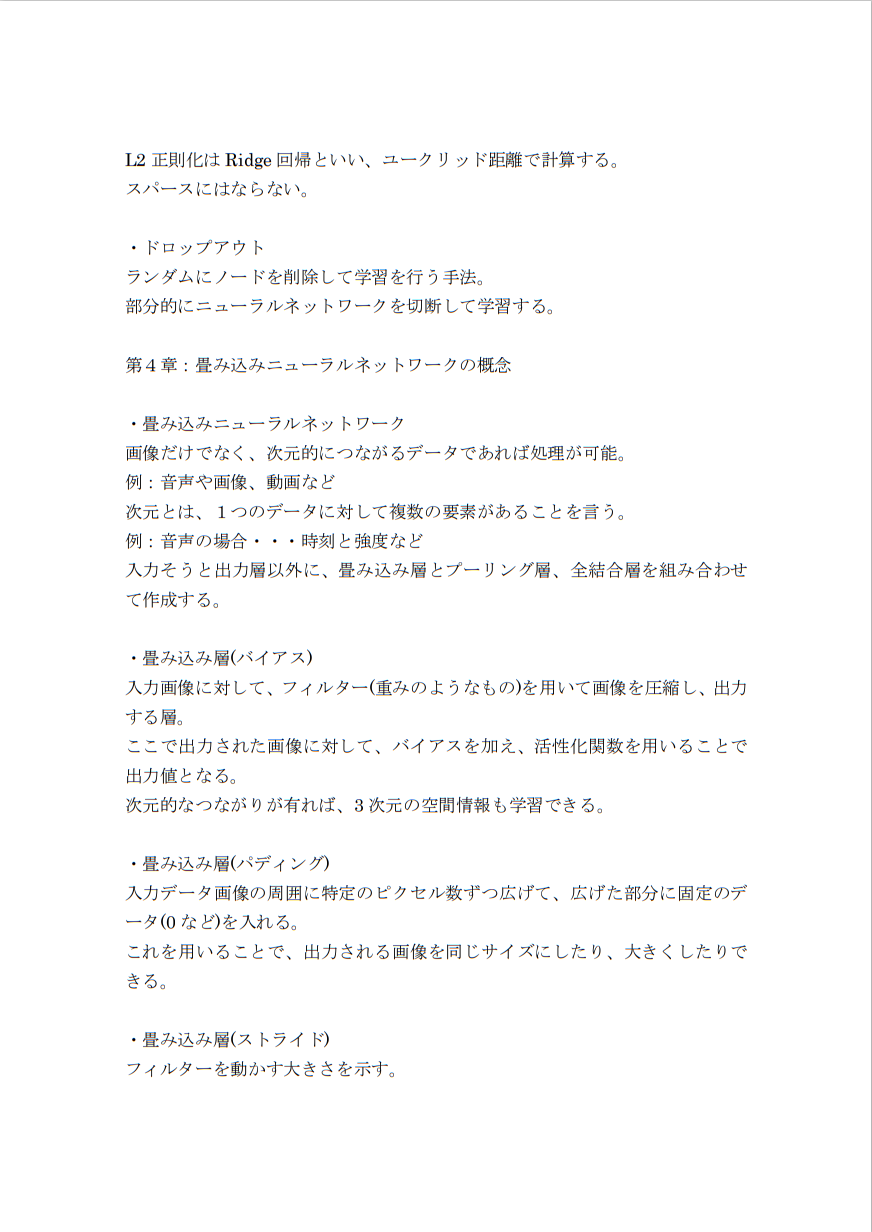 L2 正則化は Ridge 回帰といい、ユークリッド距離で計算する。
スパースにはならない。
・ドロップアウト
ランダムにノードを削除して学習を行う手法。
部分的にニューラルネットワークを切断して学習する。
第４章：畳み込みニューラルネットワークの概念
・畳み込みニューラルネットワーク
画像だけでなく、次元的につながるデータであれば処理が可能。
例：音声や画像、動画など
次元とは、１つのデータに対して複数の要素があることを言う。
例：音声の場合・・・時刻と強度など
入力そうと出力層以外に、畳み込み層とプーリング層、全結合層を組み合わせ
て作成する。
・畳み込み層(バイアス)
入力画像に対して、フィルター(重みのようなもの)を用いて画像を圧縮し、出力
する層。
ここで出力された画像に対して、バイアスを加え、活性化関数を用いることで
出力値となる。
次元的なつながりが有れば、3 次元の空間情報も学習できる。
・畳み込み層(パディング)
入力データ画像の周囲に特定のピクセル数ずつ広げて、広げた部分に固定のデ
ータ(0 など)を入れる。
これを用いることで、出力される画像を同じサイズにしたり、大きくしたりで
きる。
・畳み込み層(ストライド)
フィルターを動かす大きさを示す。